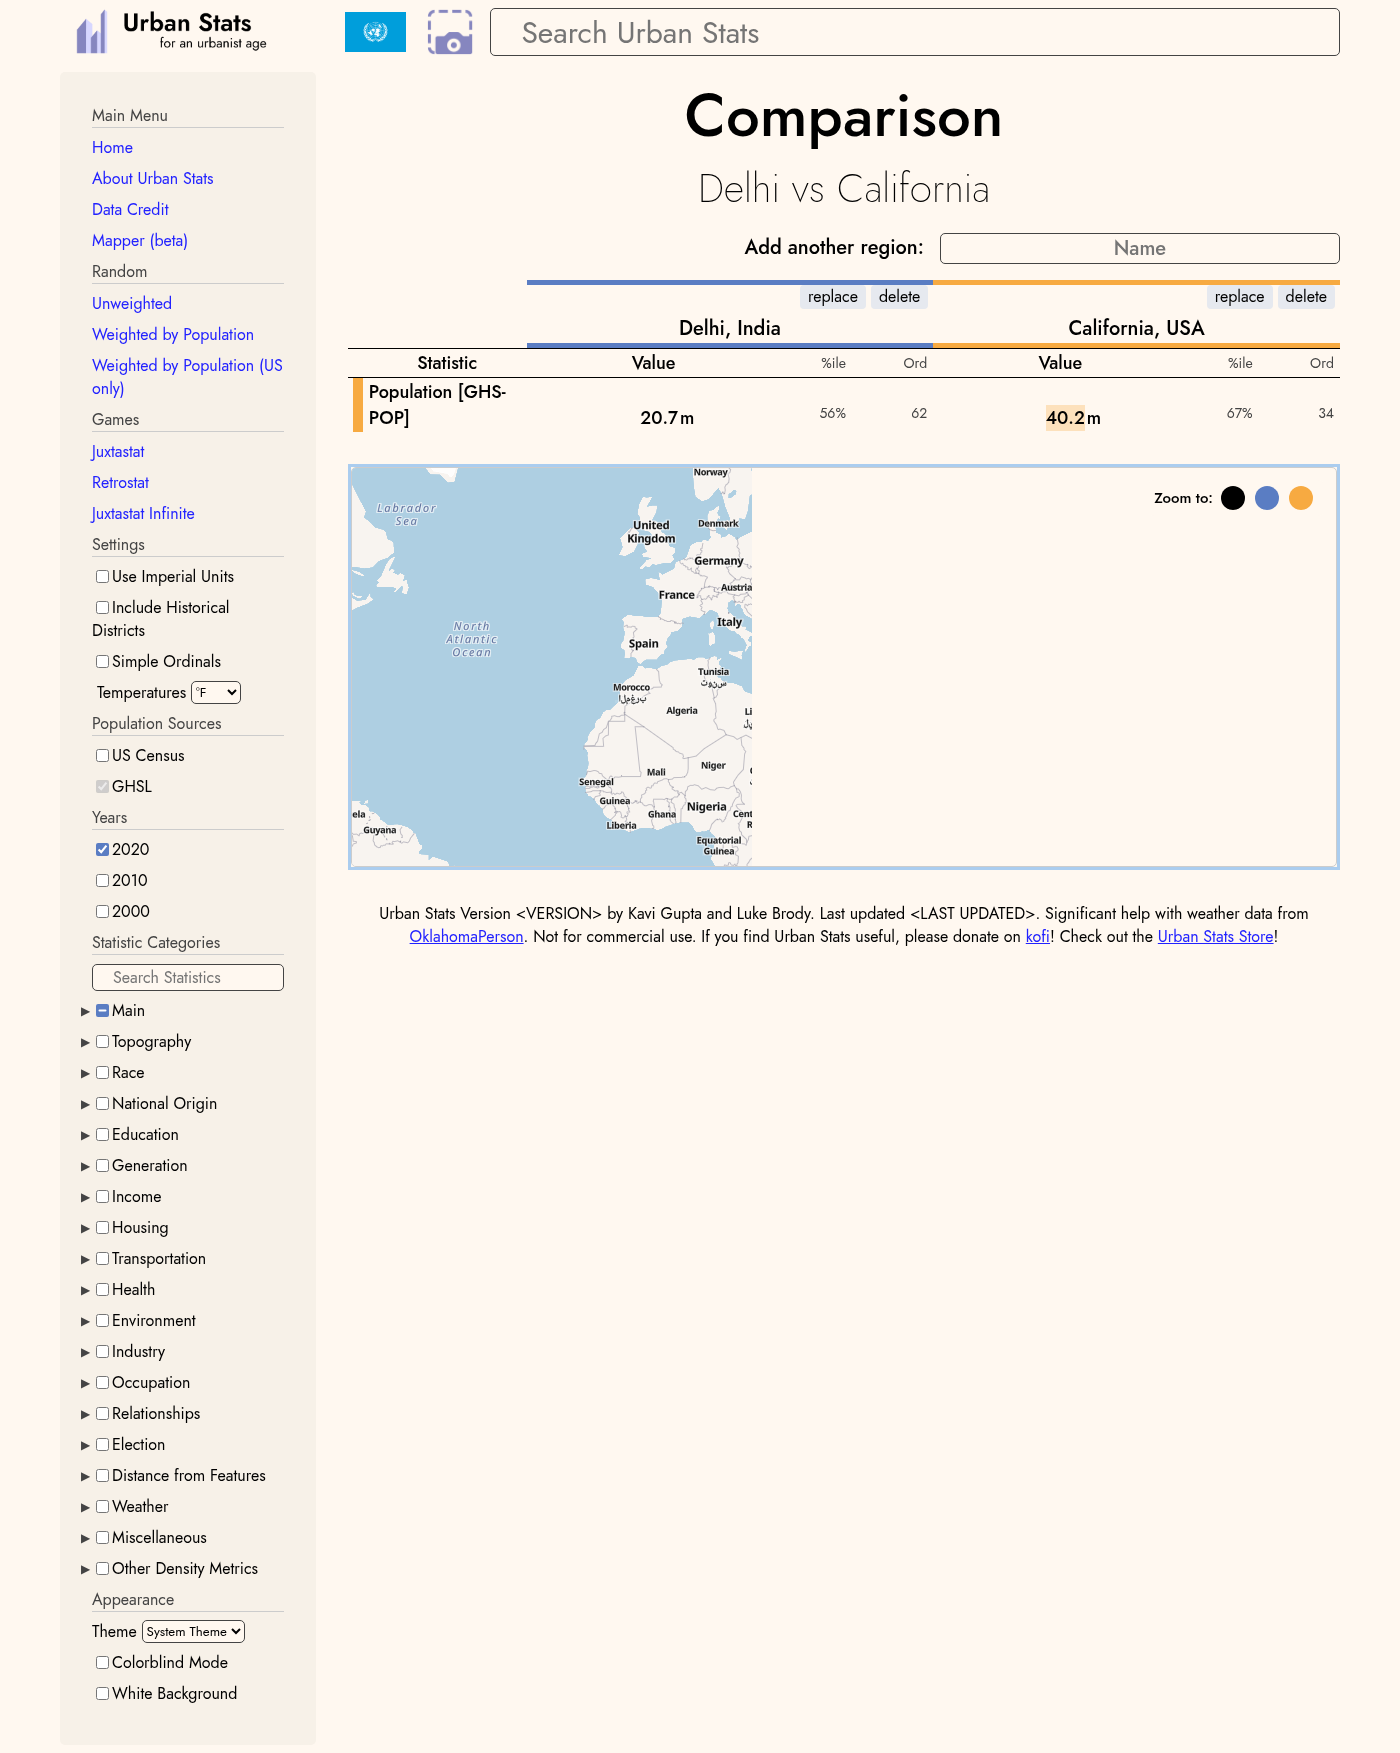 Urban Stats
for an urbanist age
Search Urban Stats
Main Menu
Home
About Urban Stats
Data Credit
Mapper (beta)
Random
Unweighted
Weighted by Population
Weighted by Population (US
only)
Games
Juxtastat
Retrostat
Juxtastat Infinite
Settings
Use Imperial Units
Include Historical
Districts
Simple Ordinals
Temperatures °F
Population Sources
US Census
GHSL
Years
2020
2010
2000
Statistic Categories
Search Statistics
Main
Topography
Race
National Origin
Education
Generation
Income
Housing
Transportation
Health
Environment
Industry
Occupation
Relationships
Election
Distance from Features
Weather
Miscellaneous
Other Density Metrics
Appearance
Theme System Theme
Colorblind Mode
White Background
Comparison
Delhi vs California
Add another region: Name
replace delete replace delete
Delhi, India California, USA
Statistic Value %ile Ord Value %ile Ord
Population [GHS-
POP] 20.7 m 56% 62 40.2 m 67% 34
Norway
Labrador
Sea
United
Kingdom
Denmark
Germany
Austria
France
Italy
North
Atlantic
Ocean
Spain
Tunisia
تونس
Morocco
المغرب
Algeria
Li
لي
Mali
Niger
Senegal
Guinea
Liberia
Ghana
Nigeria
Cent
R
Equatorial
Guinea
ela
Guyana
Zoom to:
Urban Stats Version <VERSION> by Kavi Gupta and Luke Brody. Last updated <LAST UPDATED>. Significant help with weather data from
OklahomaPerson. Not for commercial use. If you find Urban Stats useful, please donate on kofi! Check out the Urban Stats Store!